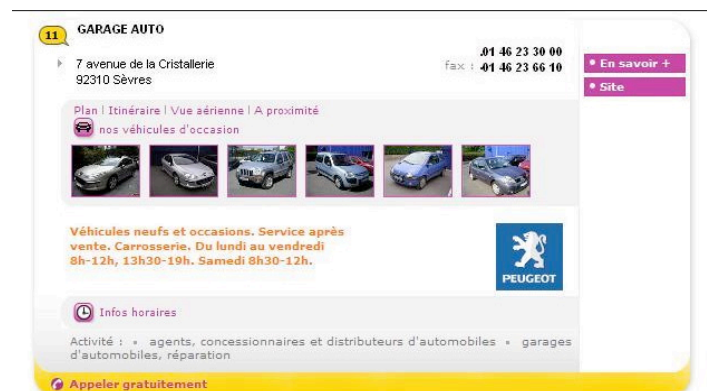 11 GARAGE AUTO
7 avenue de la Cristallerie
92310 Sèvres
01 46 23 30 00
fax : 01 46 23 66 10
• En savoir +
• Site
Plan | Itinéraire | Vue aérienne | A proximité
nos véhicules d'occasion
Véhicules neufs et occasions. Service après
vente. Carrosserie. Du lundi au vendredi
8h-12h, 13h30-19h. Samedi 8h30-12h.
PEUGEOT
Infos horaires
Activité : • agents, concessionnaires et distributeurs d'automobiles • garages
d'automobiles, réparation
Appeler gratuitement